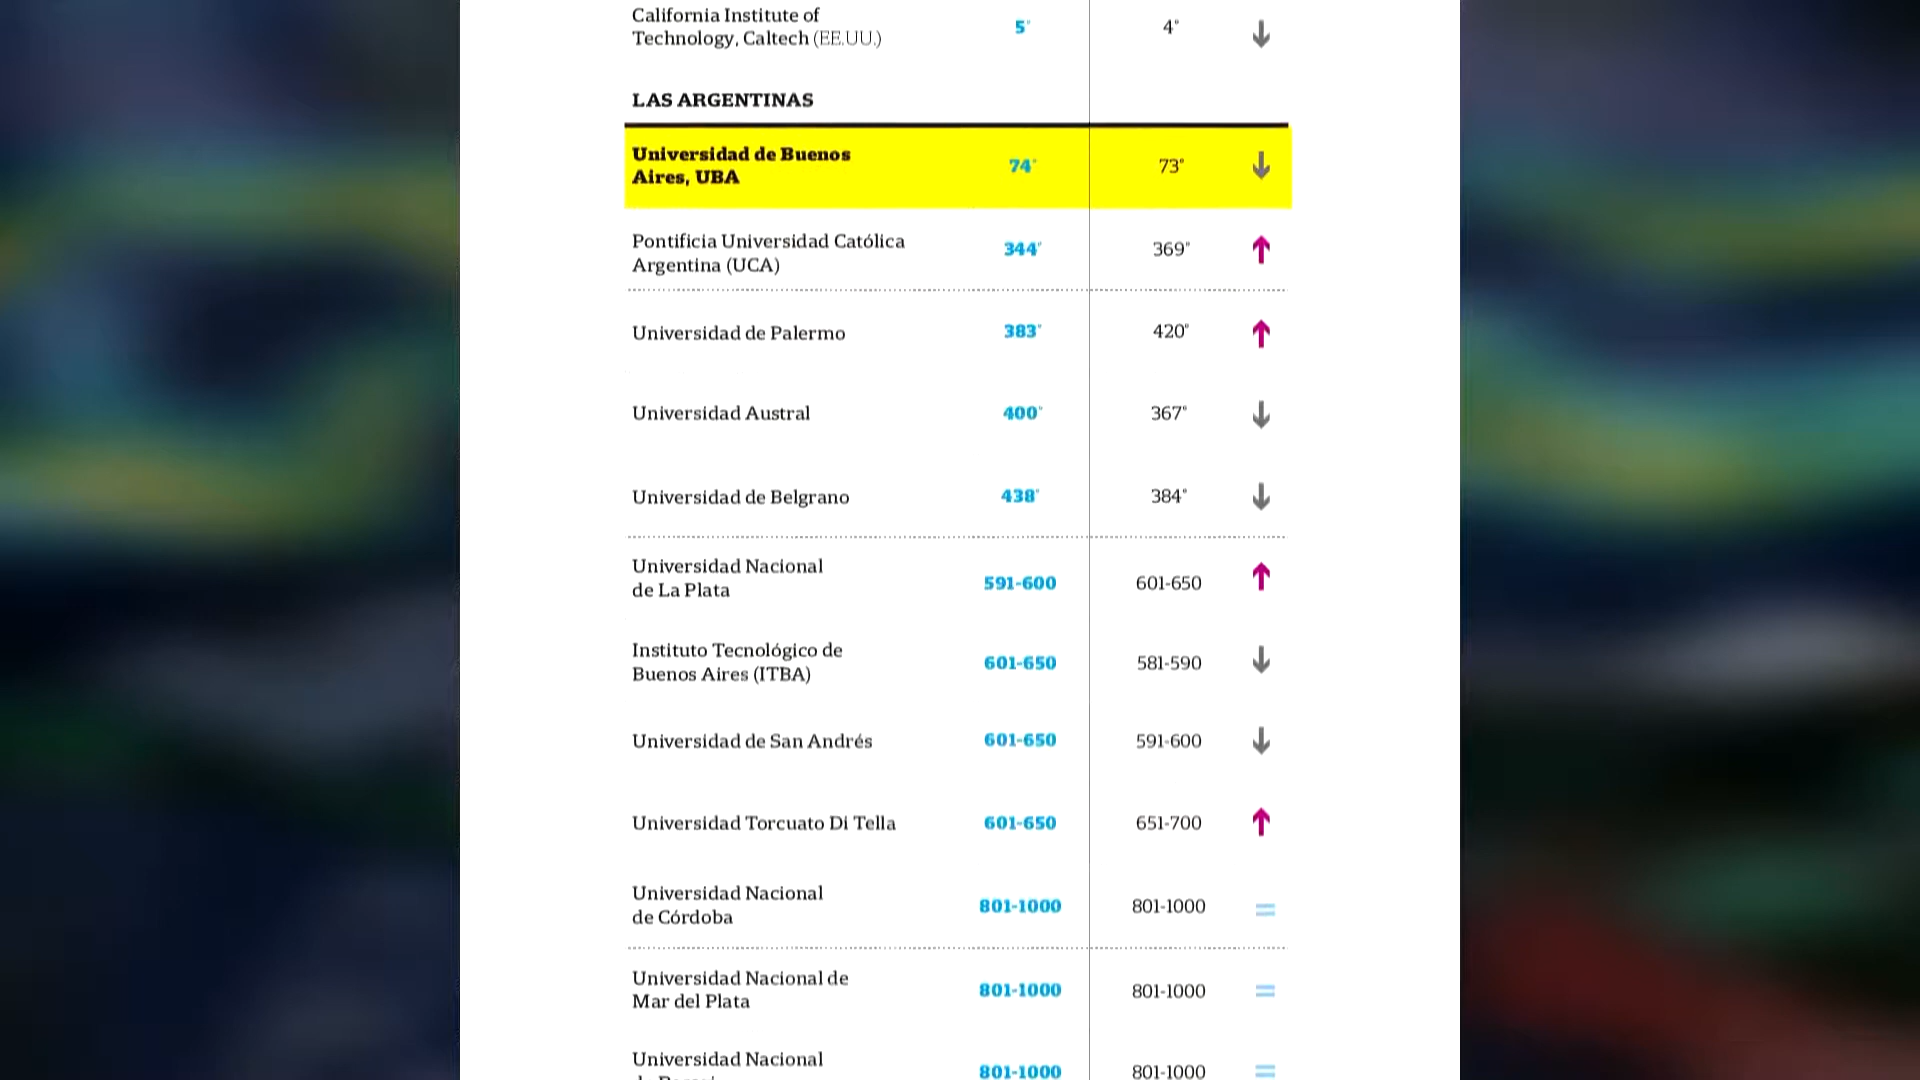 California Institute of
Technology, Caltech (EE.UU.) 5° 4°
LAS ARGENTINAS
Universidad de Buenos
Aires, UBA 74° 73°
Pontificia Universidad Católica
Argentina (UCA) 344° 369°
Universidad de Palermo 383° 420°
Universidad Austral 400° 367°
Universidad de Belgrano 438° 384°
Universidad Nacional
de La Plata 591-600 601-650
Instituto Tecnológico de
Buenos Aires (ITBA) 601-650 581-590
Universidad de San Andrés 601-650 591-600
Universidad Torcuato Di Tella 601-650 651-700
Universidad Nacional
de Córdoba 801-1000 801-1000
Universidad Nacional de
Mar del Plata 801-1000 801-1000
Universidad Nacional 801-1000 801-1000